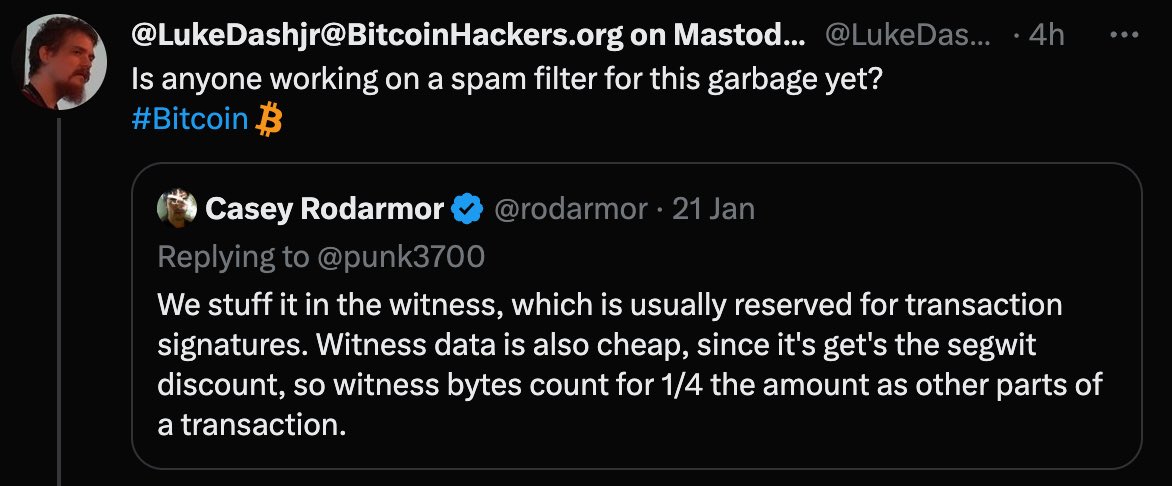 @LukeDashjr@BitcoinHackers.org on Mastod... @LukeDas... · 4h
Is anyone working on a spam filter for this garbage yet?
#Bitcoin
Casey Rodarmor @rodarmor · 21 Jan
Replying to @punk3700
We stuff it in the witness, which is usually reserved for transaction
signatures. Witness data is also cheap, since it's get's the segwit
discount, so witness bytes count for 1/4 the amount as other parts of
a transaction.